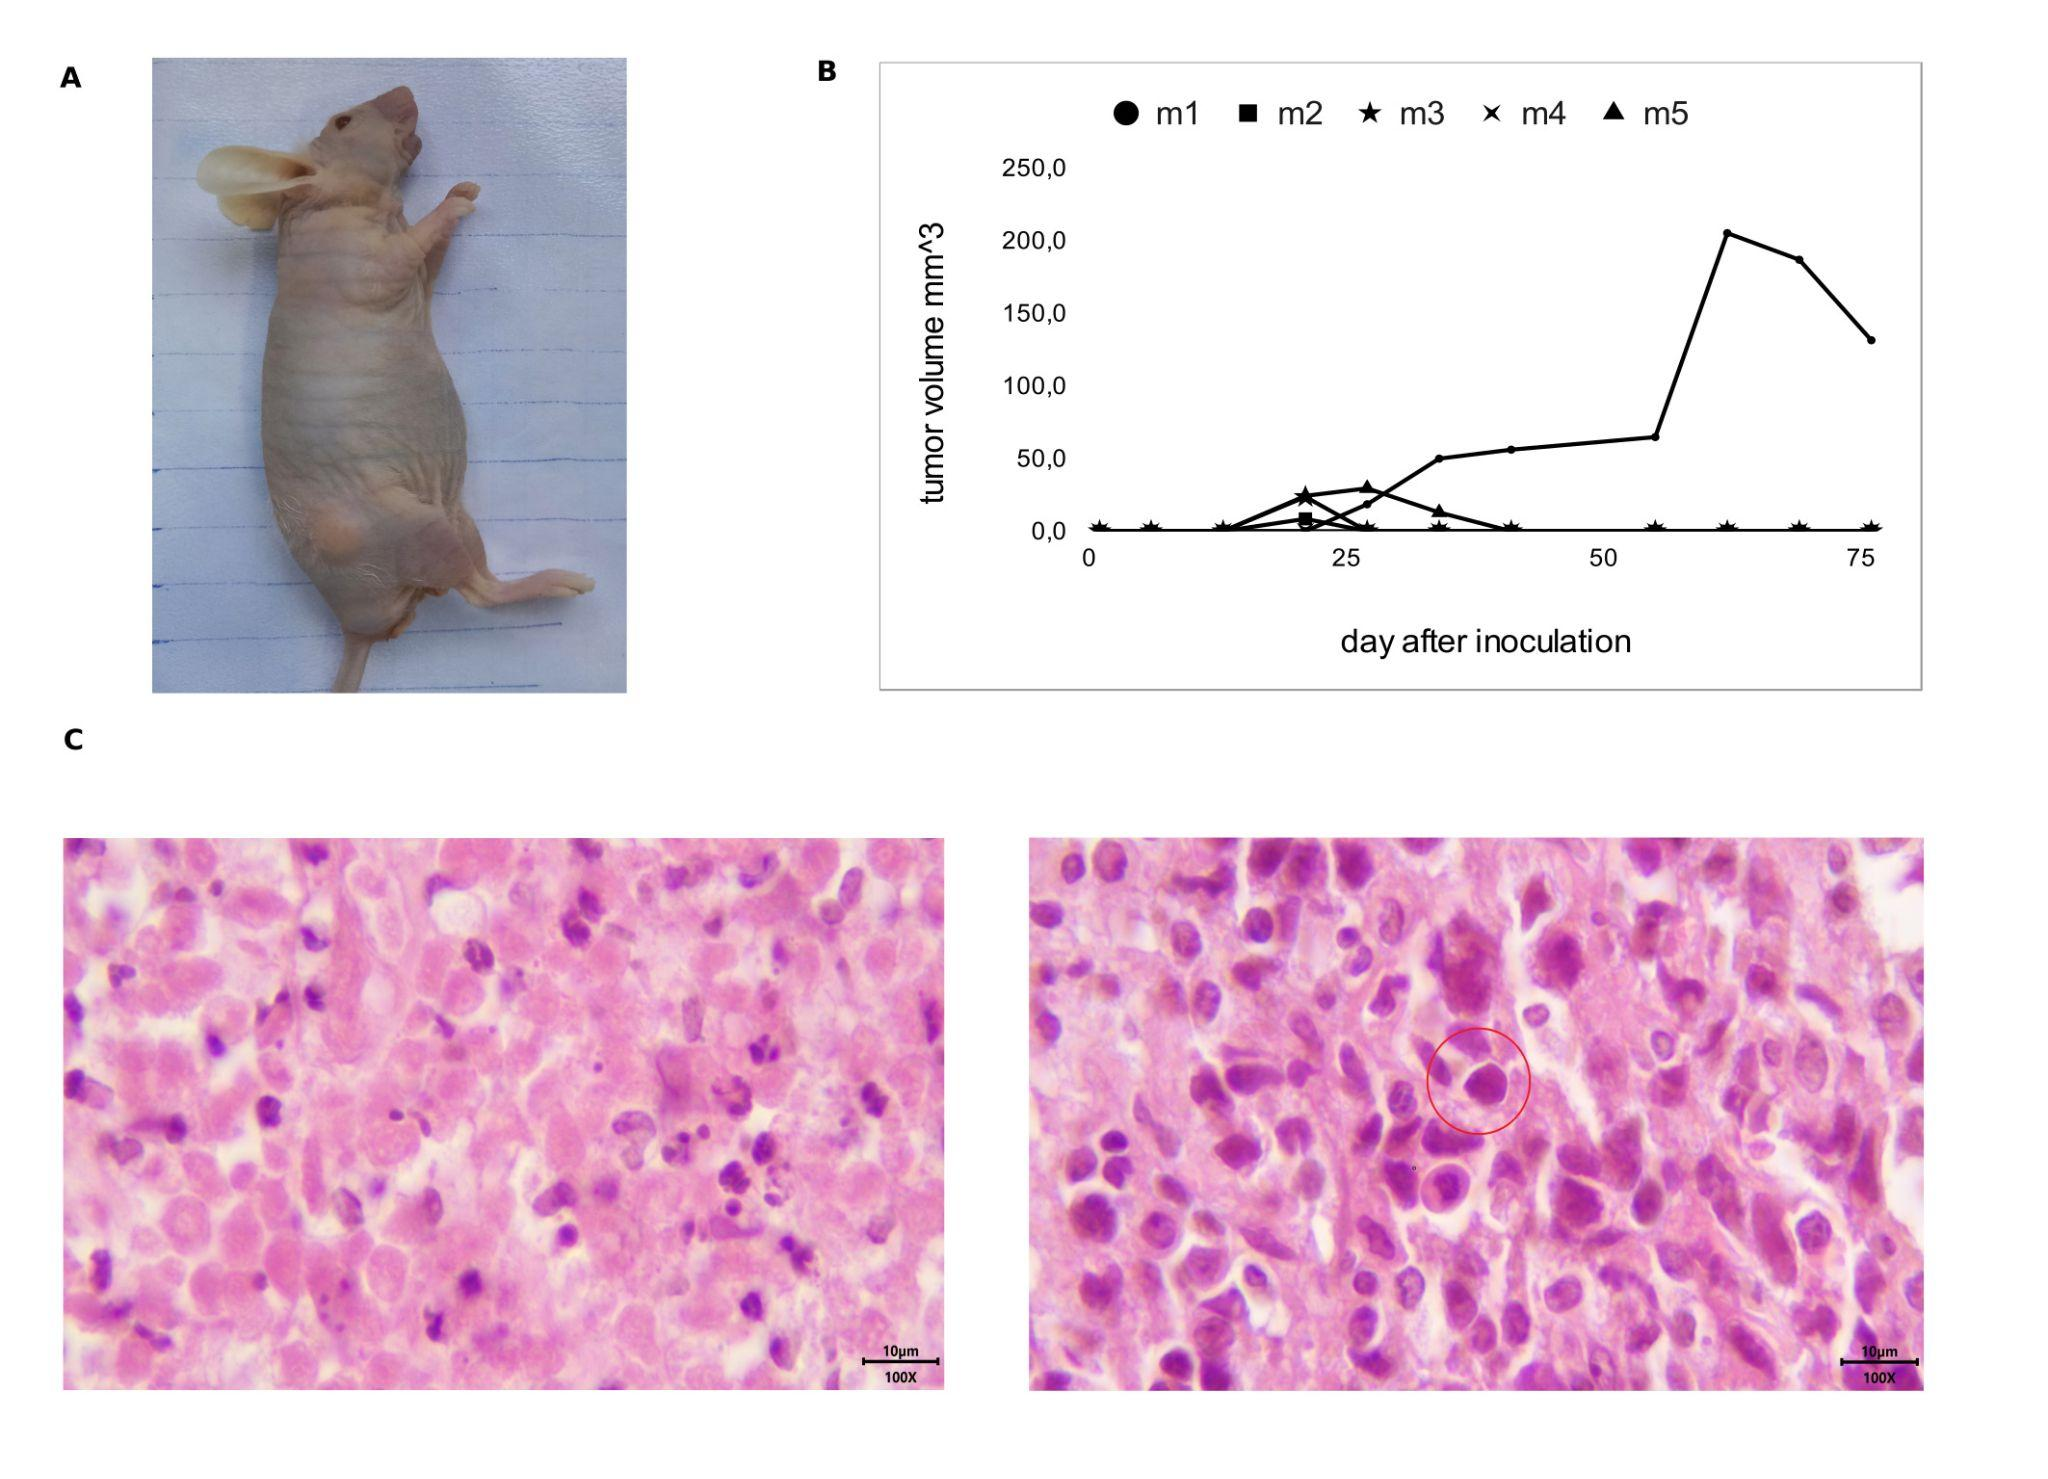 A
B
m1 m2 m3 m4 m5
250,0
200,0
150,0
100,0
50,0
0,0
0 25 50 75
tumor volume mm^3
day after inoculation
C
10µm
100X
10µm
100X